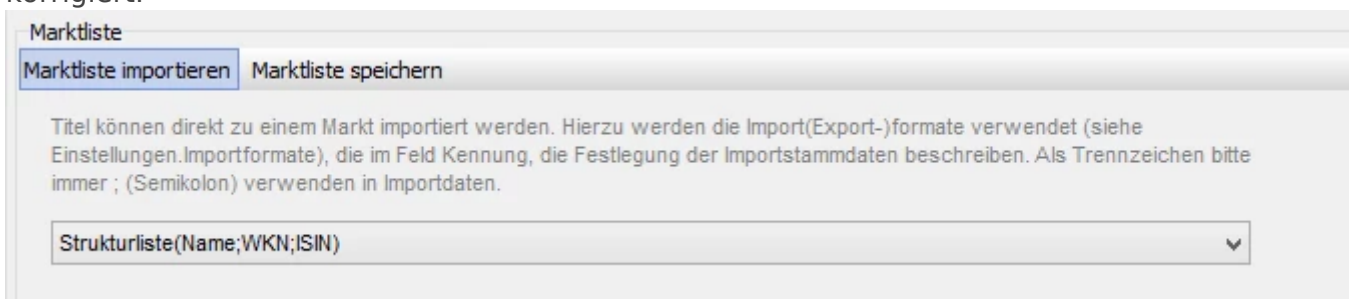 korrigiert.
Marktliste
Marktliste importieren Marktliste speichern
Titel können direkt zu einem Markt importiert werden. Hierzu werden die Import(Export-)formate verwendet (siehe
Einstellungen.Importformate), die im Feld Kennung, die Festlegung der Importstammdaten beschreiben. Als Trennzeichen bitte
immer ; (Semikolon) verwenden in Importdaten.
Strukturliste(Name;WKN;ISIN)